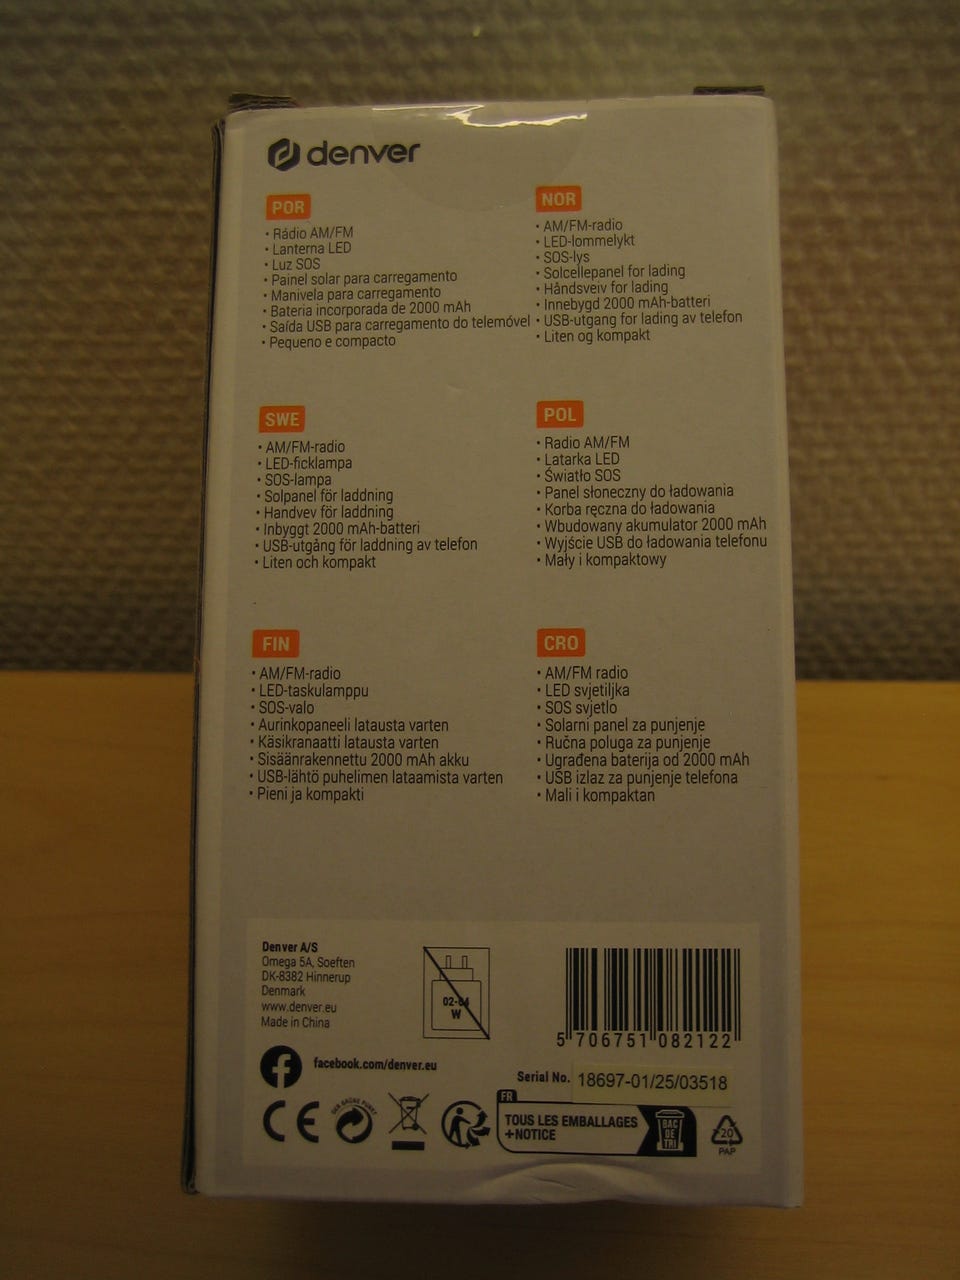 denver
POR
• Rádio AM/FM
• Lanterna LED
• Luz SOS
• Painel solar para carregamento
• Manivela para carregamento
• Bateria incorporada de 2000 mAh
• Saída USB para carregamento do telemóvel
• Pequeno e compacto
NOR
• AM/FM-radio
• LED-lommelykt
• SOS-lys
• Solcellepanel for lading
• Håndsveiv for lading
• Innebygd 2000 mAh-batteri
• USB-utgang for lading av telefon
• Liten og kompakt
SWE
• AM/FM-radio
• LED-ficklampa
• SOS-lampa
• Solpanel för laddning
• Handvev för laddning
• Inbyggt 2000 mAh-batteri
• USB-utgång för laddning av telefon
• Liten och kompakt
POL
• Radio AM/FM
• Latarka LED
• Światło SOS
• Panel słoneczny do ładowania
• Korba ręczna do ładowania
• Wbudowany akumulator 2000 mAh
• Wyjście USB do ładowania telefonu
• Mały i kompaktowy
FIN
• AM/FM-radio
• LED-taskulamppu
• SOS-valo
• Aurinkopaneeli latausta varten
• Käsikranaatti latausta varten
• Sisäänrakennettu 2000 mAh akku
• USB-lähtö puhelimen lataamista varten
• Pieni ja kompakti
CRO
• AM/FM radio
• LED svjetiljka
• SOS svjetlo
• Solarni panel za punjenje
• Ručna poluga za punjenje
• Ugrađena baterija od 2000 mAh
• USB izlaz za punjenje telefona
• Mali i kompaktan
Denver A/S
Omega 5A, Soeften
DK-8382 Hinnerup
Denmark
www.denver.eu
Made in China
02-04
W
5 706751 082122
facebook.com/denver.eu
Serial No. 18697-01/25/03518
CE
DER GRÜNE PUNKT
FR
TOUS LES EMBALLAGES
+NOTICE
BAC
DE
TRI
20
PAP